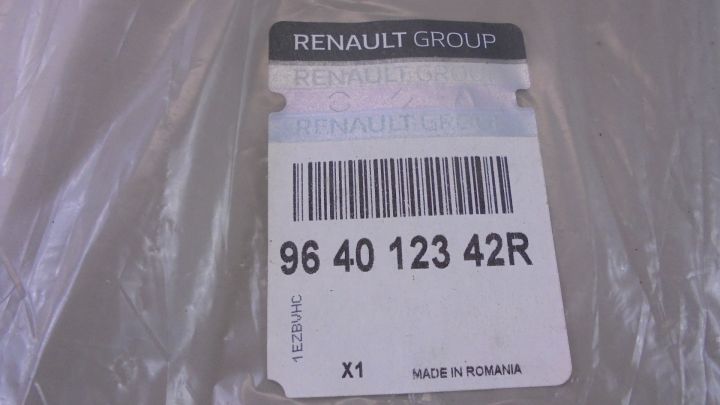 RENAULT GROUP
RENAULT GROUP
RENAULT GROUP
96 40 123 42R
1EZBVHC
X1 MADE IN ROMANIA